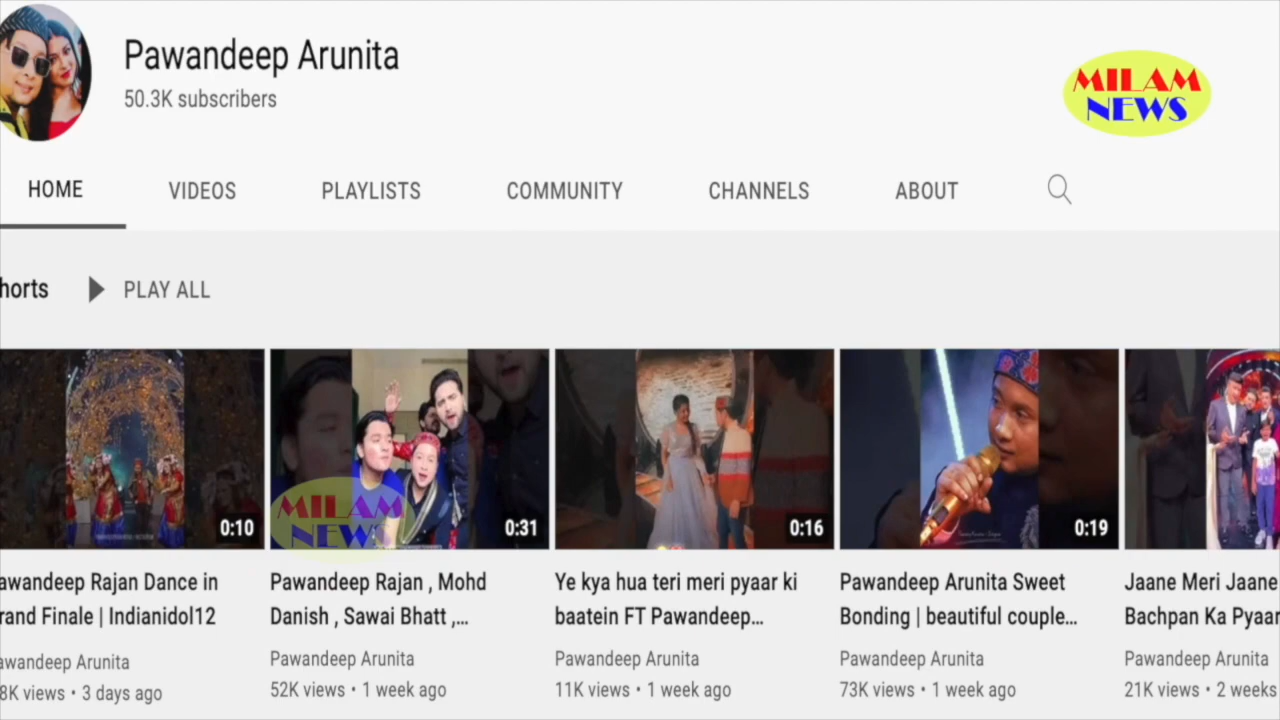 Pawandeep Arunita
50.3K subscribers
MILAM
NEWS
HOME VIDEOS PLAYLISTS COMMUNITY CHANNELS ABOUT
horts PLAY ALL
MILAM
NEWS
0:10 0:31 0:16 0:19
awandeep Rajan Dance in
rand Finale | Indianidol12
awandeep Arunita
8K views • 3 days ago
Pawandeep Rajan , Mohd
Danish , Sawai Bhatt ,...
Pawandeep Arunita
52K views • 1 week ago
Ye kya hua teri meri pyaar ki
baatein FT Pawandeep...
Pawandeep Arunita
11K views • 1 week ago
Pawandeep Arunita Sweet
Bonding | beautiful couple...
Pawandeep Arunita
73K views • 1 week ago
Jaane Meri Jaane
Bachpan Ka Pyaar
Pawandeep Arunita
21K views • 2 weeks